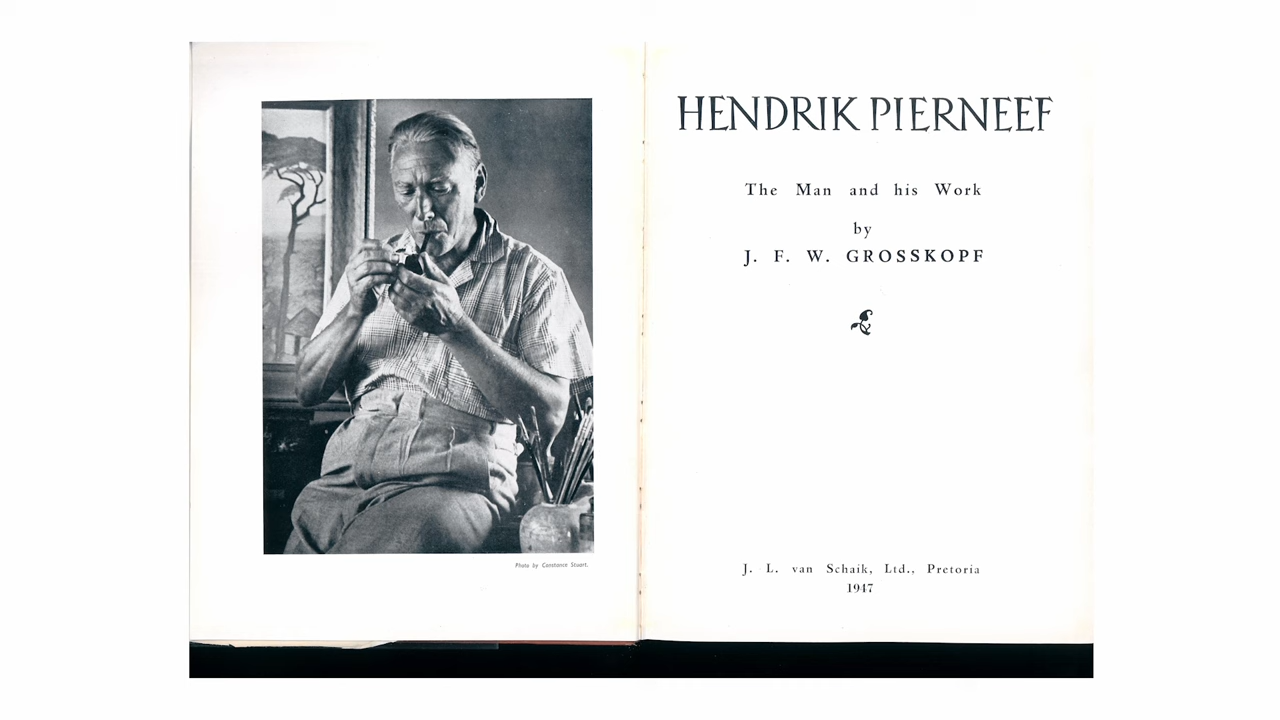 Photo by Constance Stuart.
HENDRIK PIERNEEF
The Man and his Work
by
J. F. W. GROSSKOPF
J. L. van Schaik, Ltd., Pretoria
1947